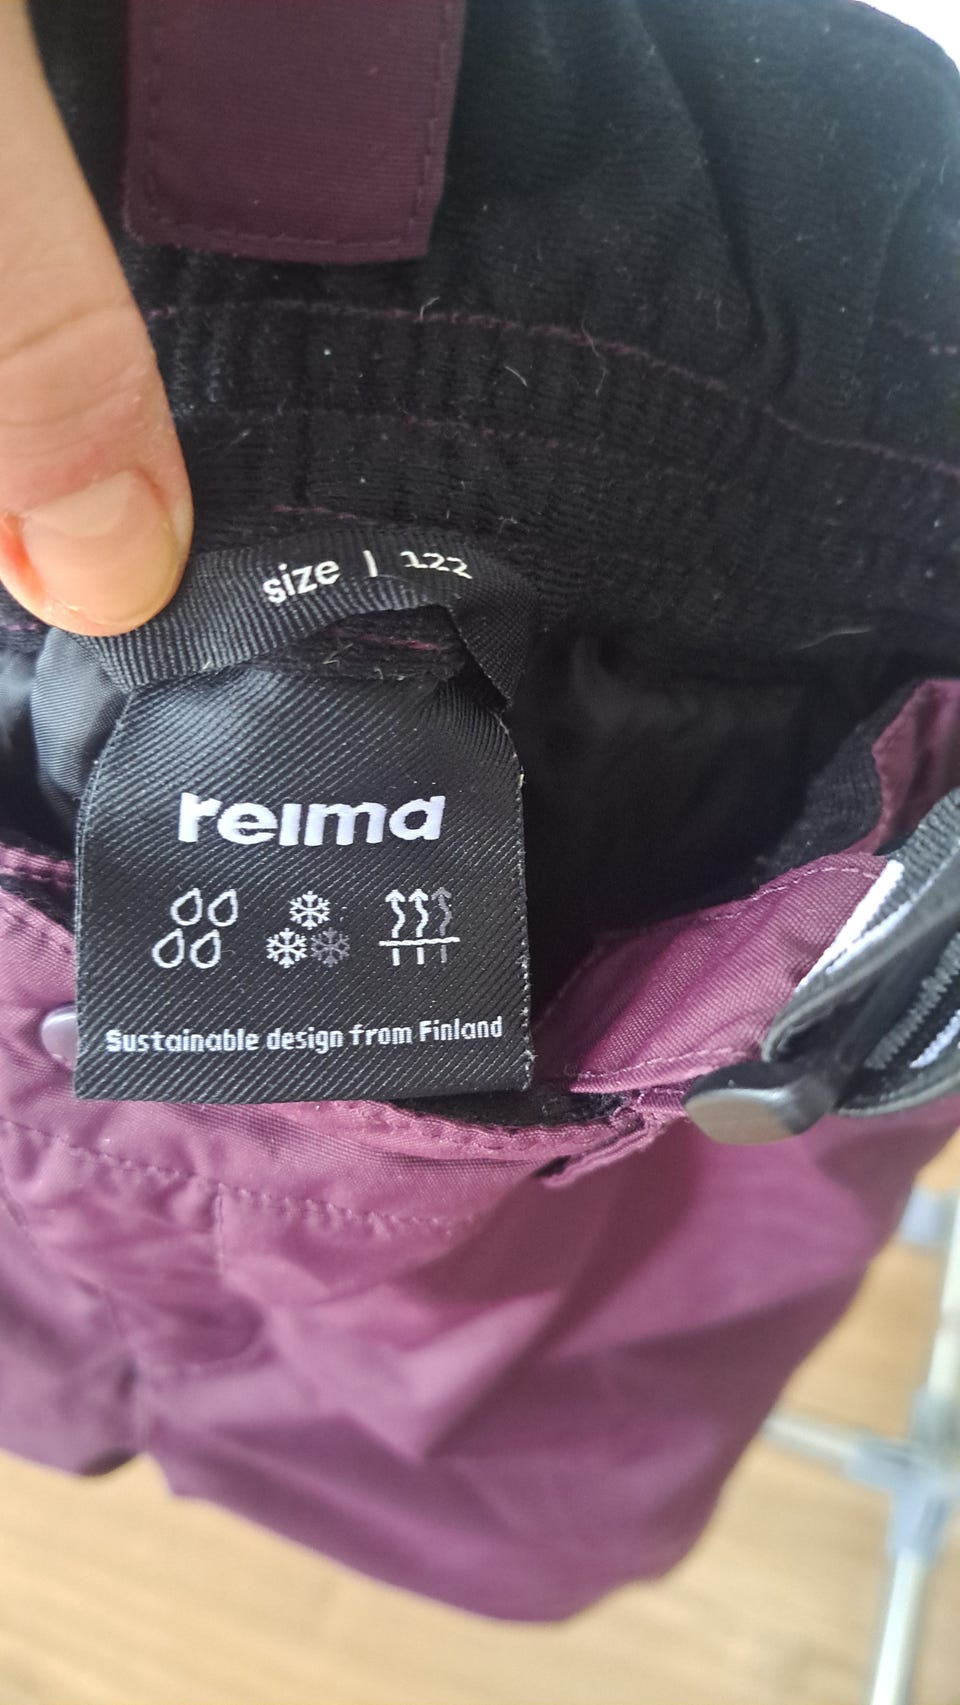 size | 122
reima
Sustainable design from Finland